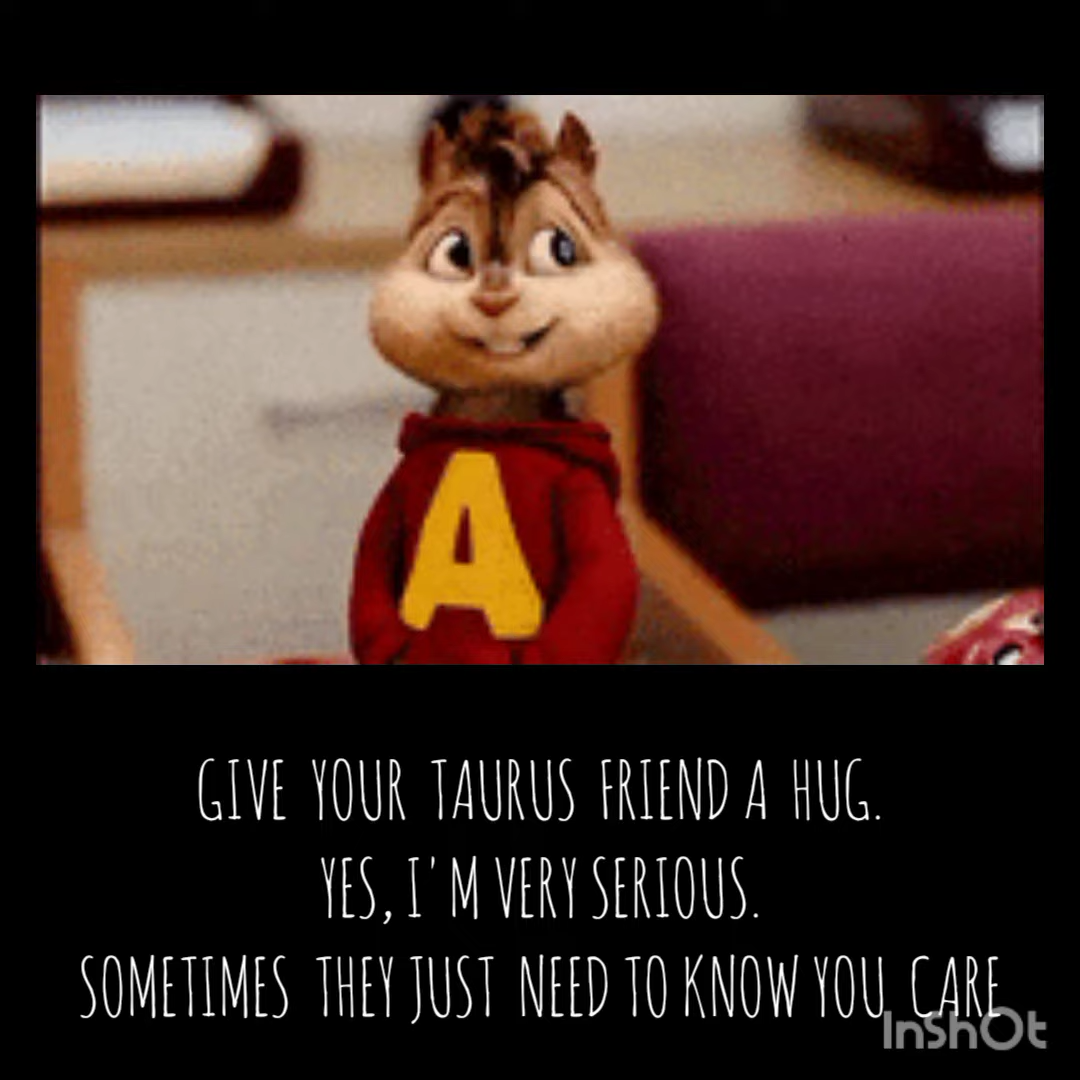 A
GIVE YOUR TAURUS FRIEND A HUG.
YES, I'M VERY SERIOUS.
SOMETIMES THEY JUST NEED TO KNOW YOU CARE
InShOt